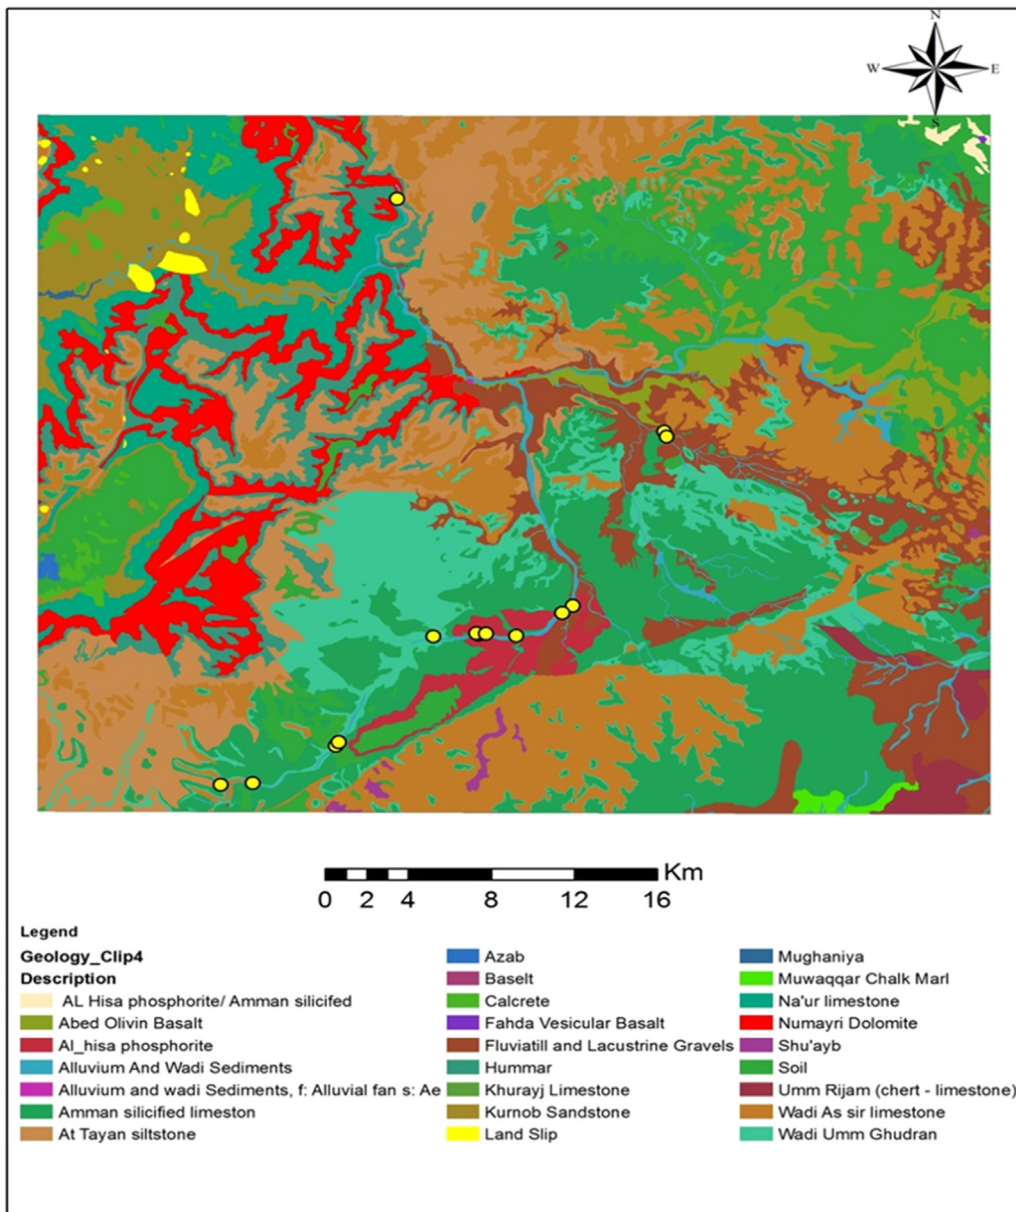 N
W E
S
Km
0 2 4 8 12 16
Legend
Geology_Clip4
Description
AL Hisa phosphorite/ Amman silicifed
Abed Olivin Basalt
Al_hisa phosphorite
Alluvium And Wadi Sediments
Alluvium and wadi Sediments, f: Alluvial fan s: Ae
Amman silicified limeston
At Tayan siltstone
Azab
Baselt
Calcrete
Fahda Vesicular Basalt
Fluviatill and Lacustrine Gravels
Hummar
Khurayj Limestone
Kurnob Sandstone
Land Slip
Mughaniya
Muwaqqar Chalk Marl
Na'ur limestone
Numayri Dolomite
Shu'ayb
Soil
Umm Rijam (chert - limestone)
Wadi As sir limestone
Wadi Umm Ghudran